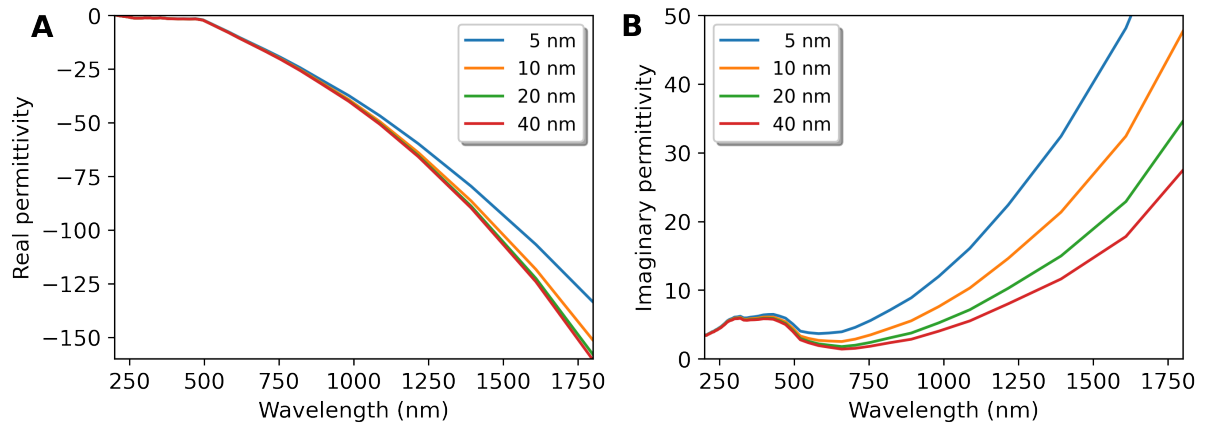 A
0
−25
−50
−75
−100
−125
−150
Real permittivity
250 500 750 1000 1250 1500 1750
Wavelength (nm)
5 nm
10 nm
20 nm
40 nm
B
50
40
30
20
10
0
Imaginary permittivity
250 500 750 1000 1250 1500 1750
Wavelength (nm)
5 nm
10 nm
20 nm
40 nm